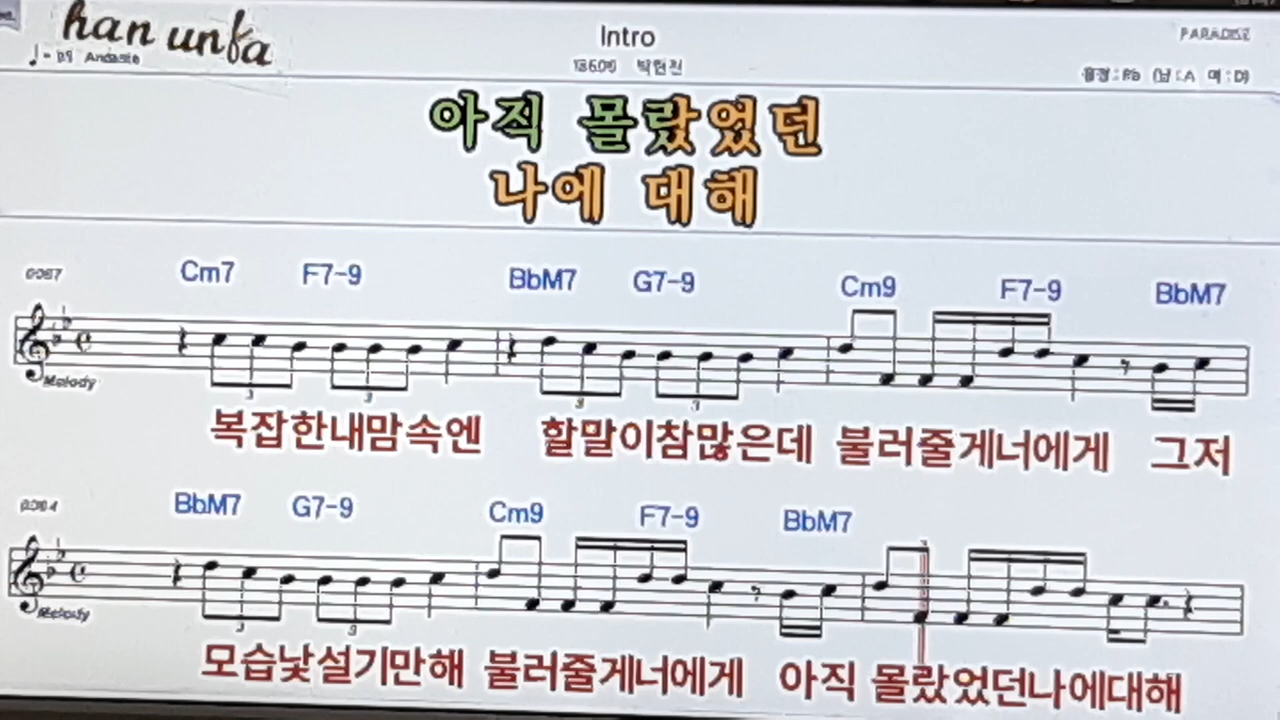 han unfa
Intro
PARADISE
박현진
아직 몰랐었던
나에 대해
Cm7 F7-9 BbM7 G7-9 Cm9 F7-9 BbM7
Melody
복잡한내맘속엔 할말이참많은데 불러줄게너에게 그저
BbM7 G7-9 Cm9 F7-9 BbM7
Melody
모습낯설기만해 불러줄게너에게 아직 몰랐었던나에대해